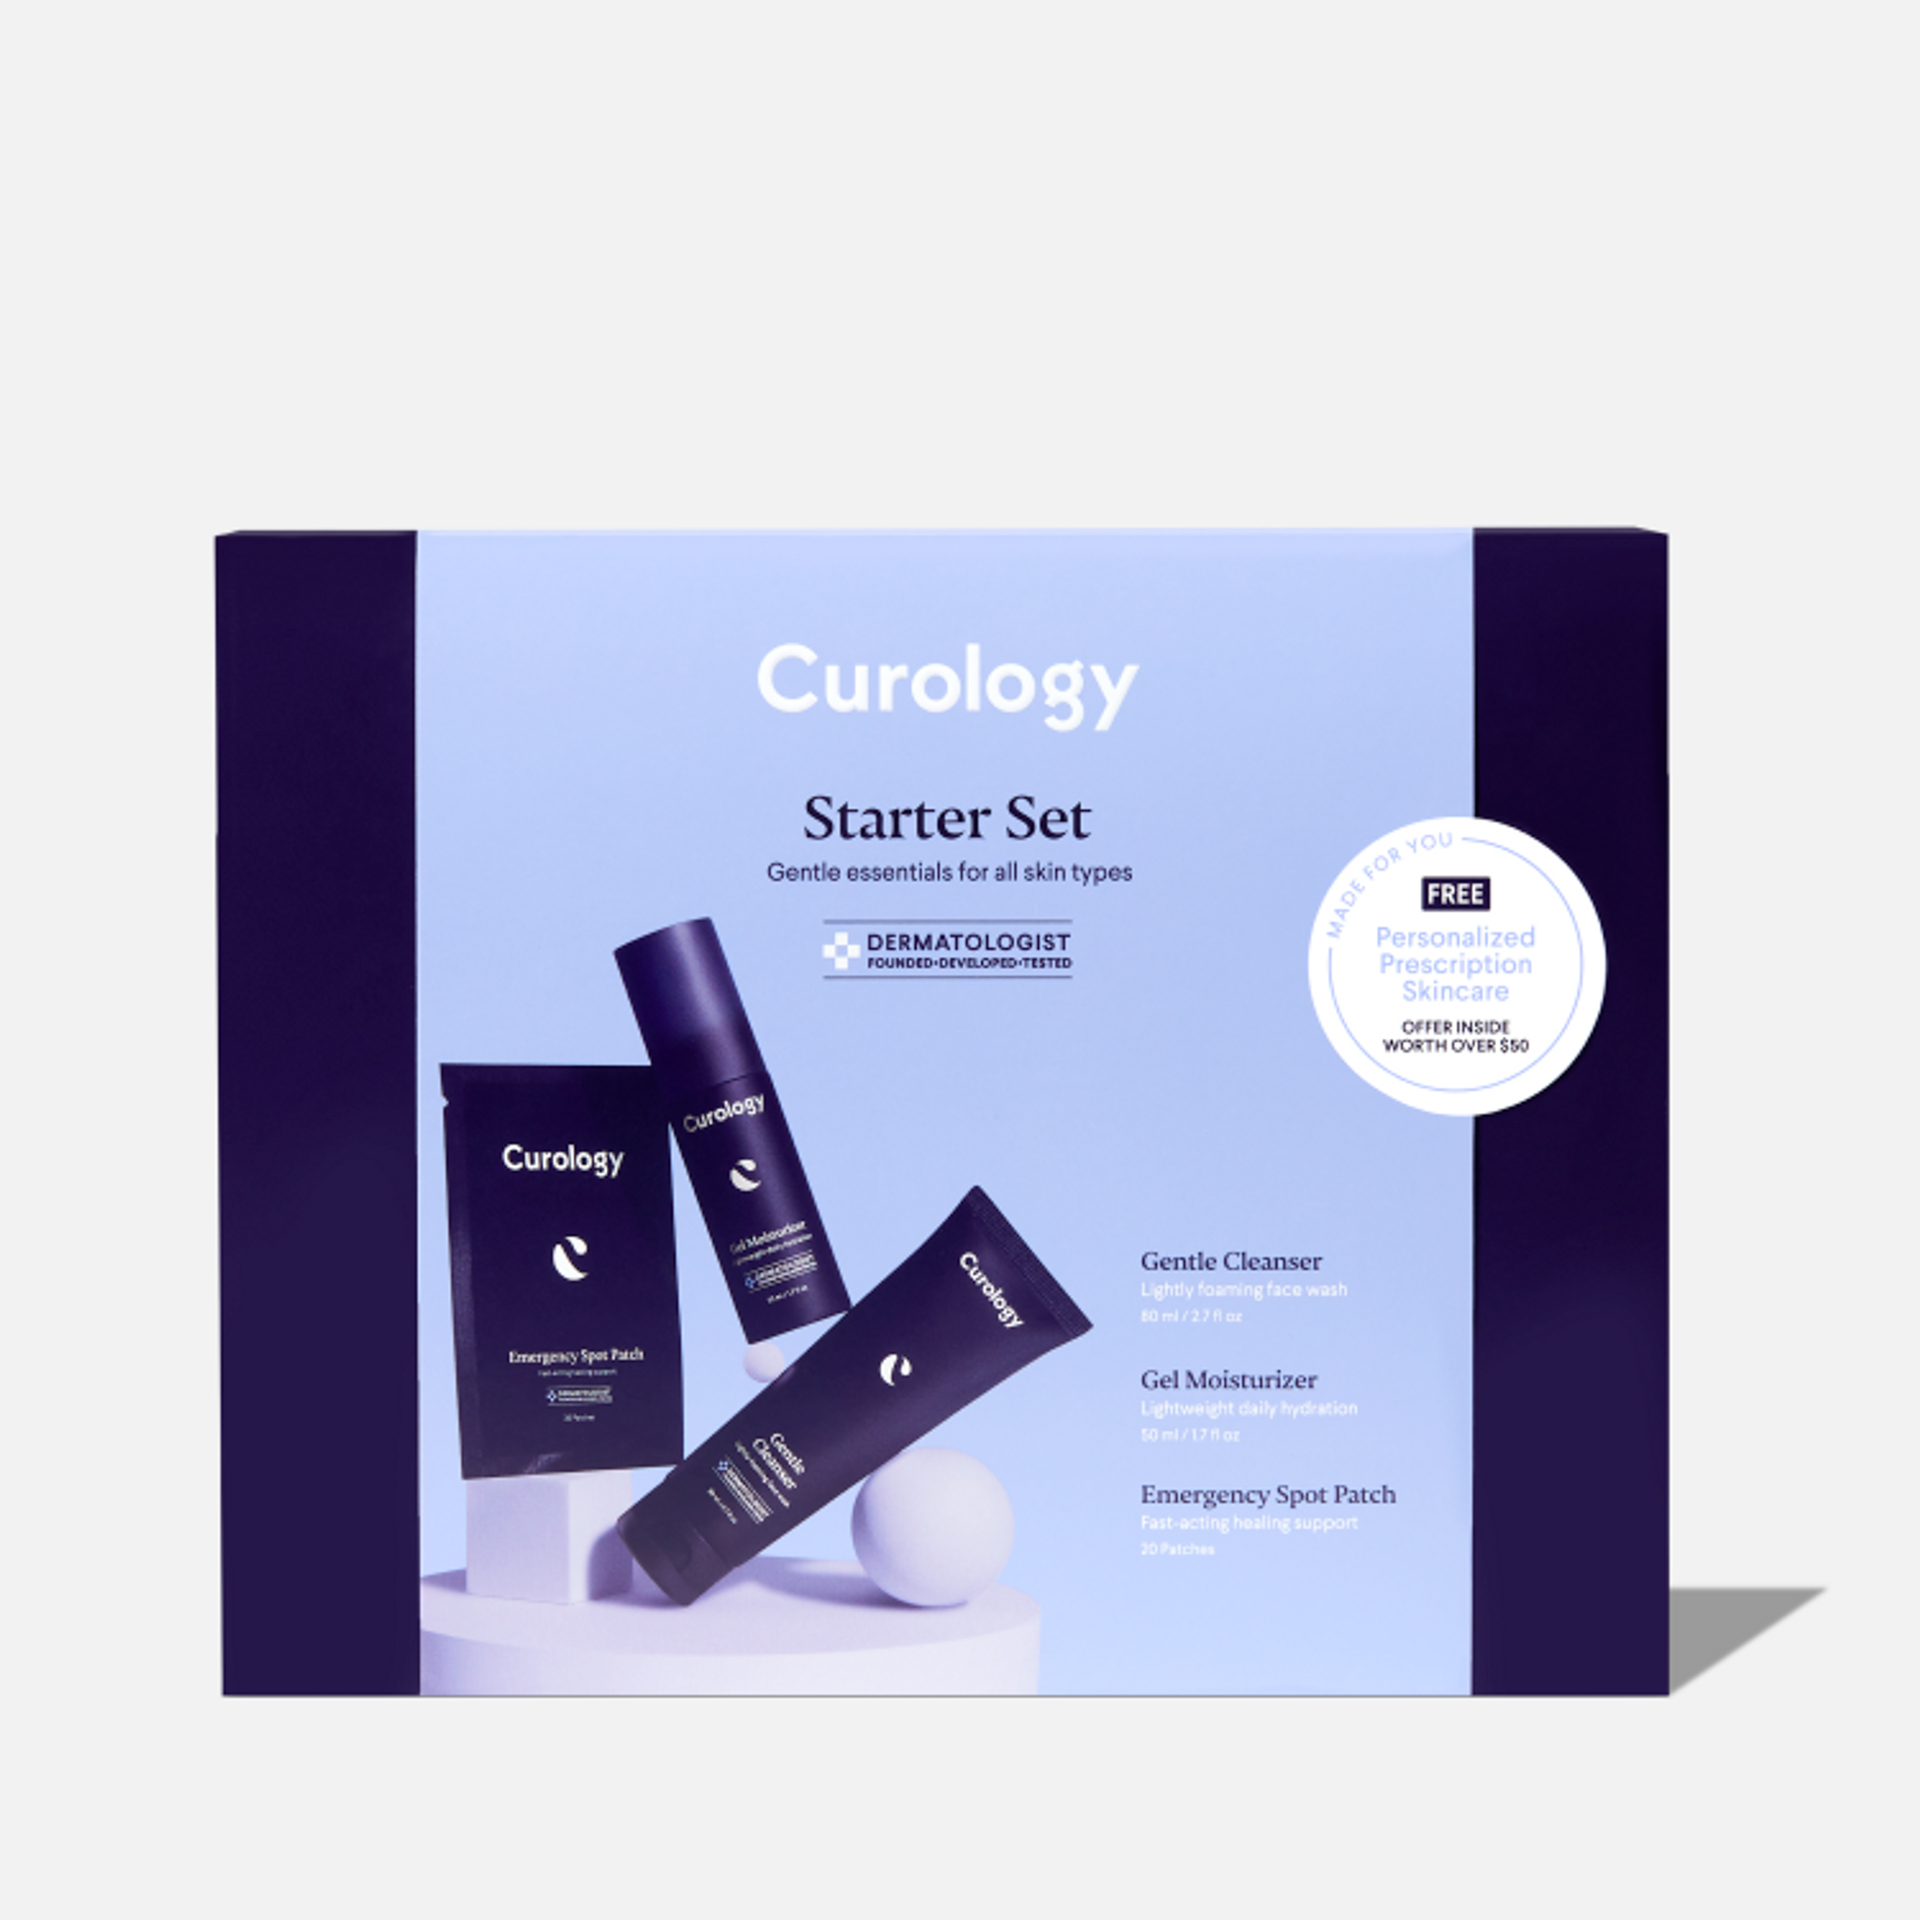 Curology
Starter Set
Gentle essentials for all skin types
DERMATOLOGIST
FOUNDED•DEVELOPED•TESTED
MADE FOR YOU
FREE
Personalized
Prescription
Skincare
OFFER INSIDE
WORTH OVER $50
Curology
Gel Moisturizer
Curology
Emergency Spot Patch
20 Patches
Curology
Gentle
Cleanser
Gentle Cleanser
Lightly foaming face wash
80 ml / 2.7 fl oz
Gel Moisturizer
Lightweight daily hydration
50 ml / 1.7 fl oz
Emergency Spot Patch
Fast-acting healing support
20 Patches